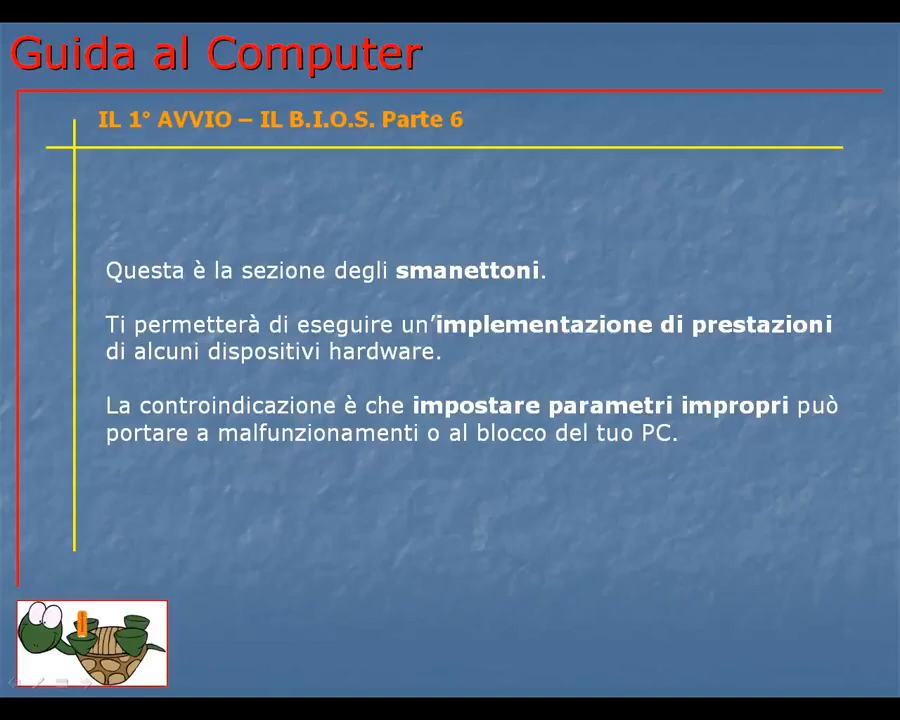 Guida al Computer
IL 1° AVVIO – IL B.I.O.S. Parte 6
Questa è la sezione degli smanettoni.
Ti permetterà di eseguire un’implementazione di prestazioni
di alcuni dispositivi hardware.
La controindicazione è che impostare parametri impropri può
portare a malfunzionamenti o al blocco del tuo PC.